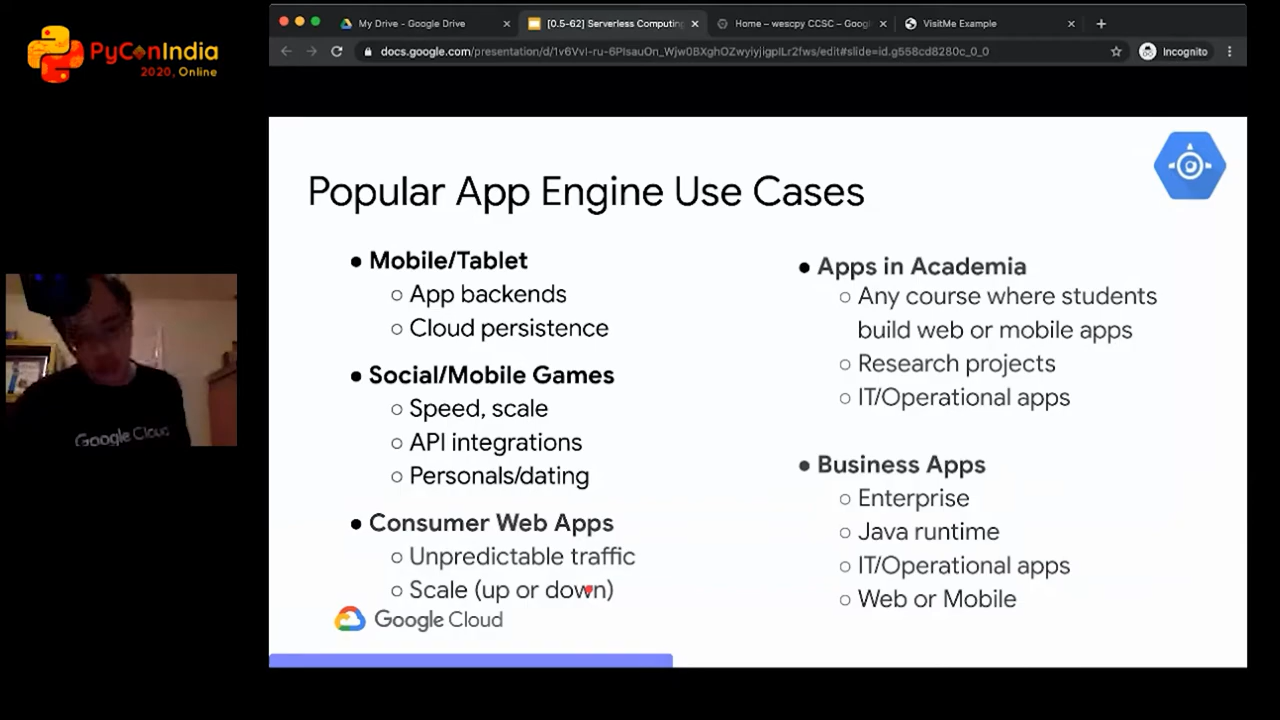 PyConIndia
2020, Online
My Drive - Google Drive
[0.5-62] Serverless Computing
Home – wescpy CCSC – Googl
VisitMe Example
Incognito
Popular App Engine Use Cases
● Mobile/Tablet
○ App backends
○ Cloud persistence
● Social/Mobile Games
○ Speed, scale
○ API integrations
○ Personals/dating
● Consumer Web Apps
○ Unpredictable traffic
○ Scale (up or down)
Google Cloud
● Apps in Academia
○ Any course where students
build web or mobile apps
○ Research projects
○ IT/Operational apps
● Business Apps
○ Enterprise
○ Java runtime
○ IT/Operational apps
○ Web or Mobile
Google Cloud